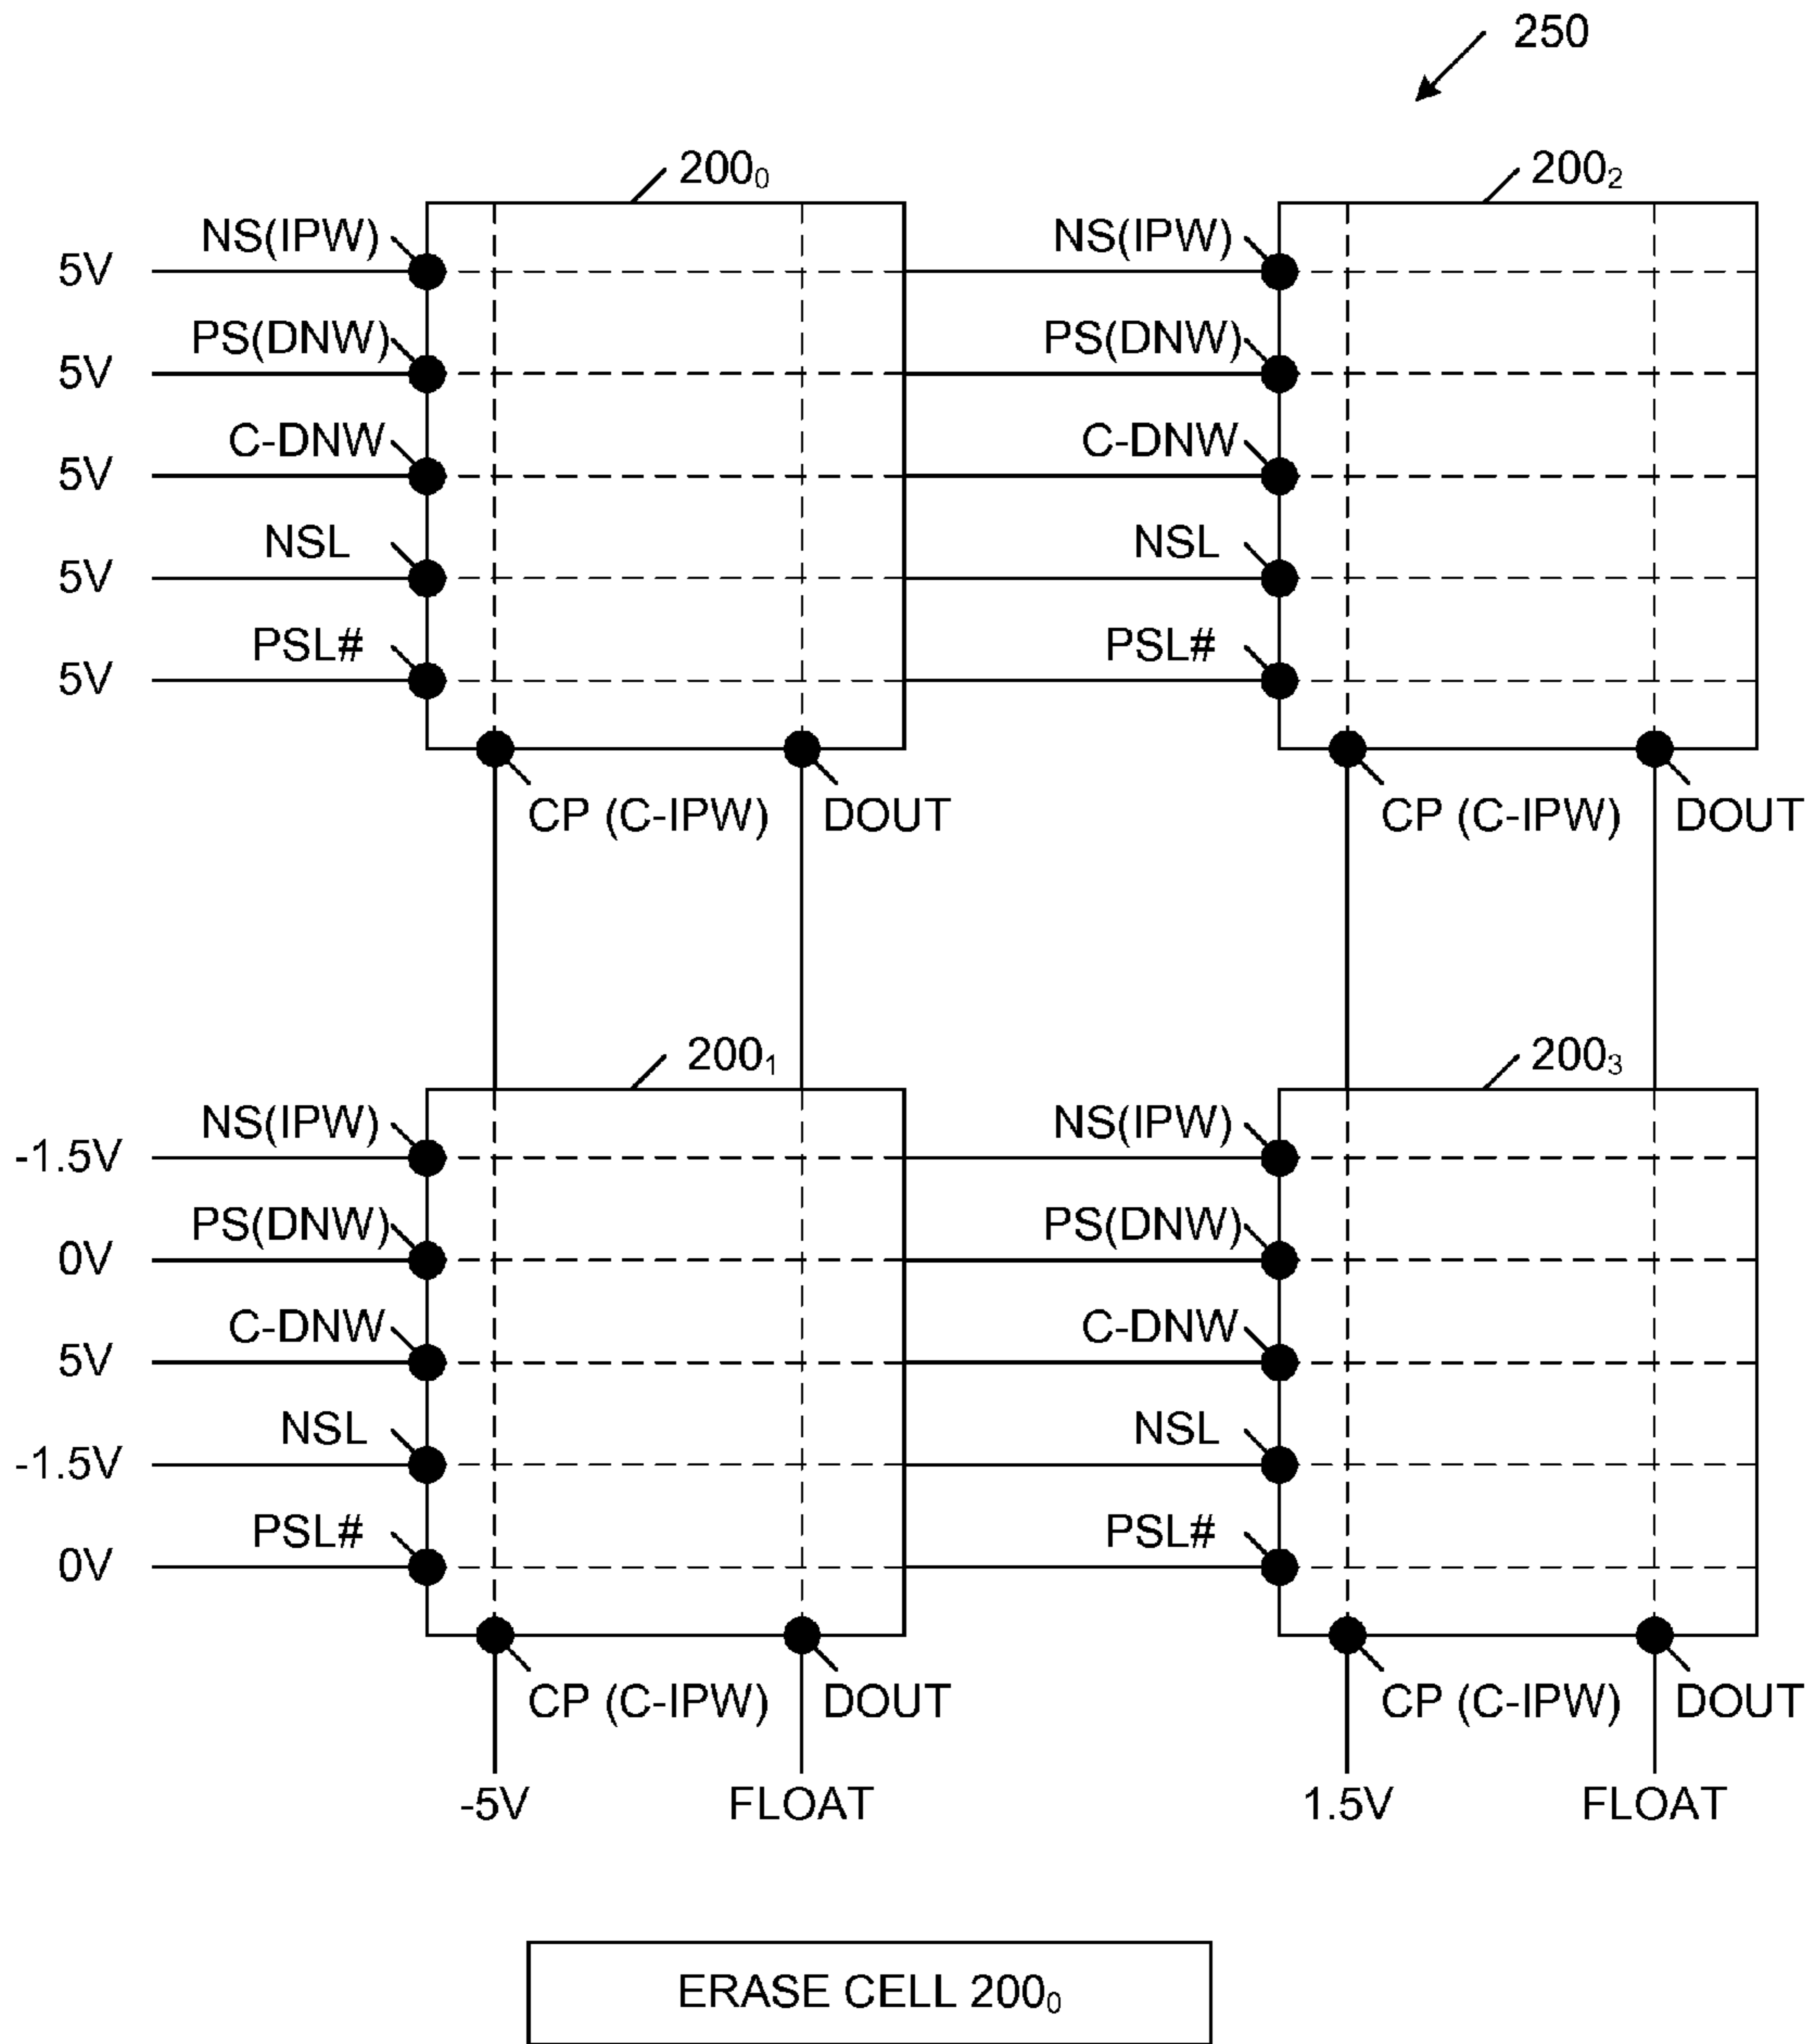 250
200₀ 200₂
5V NS(IPW) NS(IPW)
5V PS(DNW) PS(DNW)
5V C-DNW C-DNW
5V NSL NSL
5V PSL# PSL#
CP (C-IPW) DOUT CP (C-IPW) DOUT
200₁ 200₃
-1.5V NS(IPW) NS(IPW)
0V PS(DNW) PS(DNW)
5V C-DNW C-DNW
-1.5V NSL NSL
0V PSL# PSL#
CP (C-IPW) DOUT CP (C-IPW) DOUT
-5V FLOAT 1.5V FLOAT
ERASE CELL 200₀